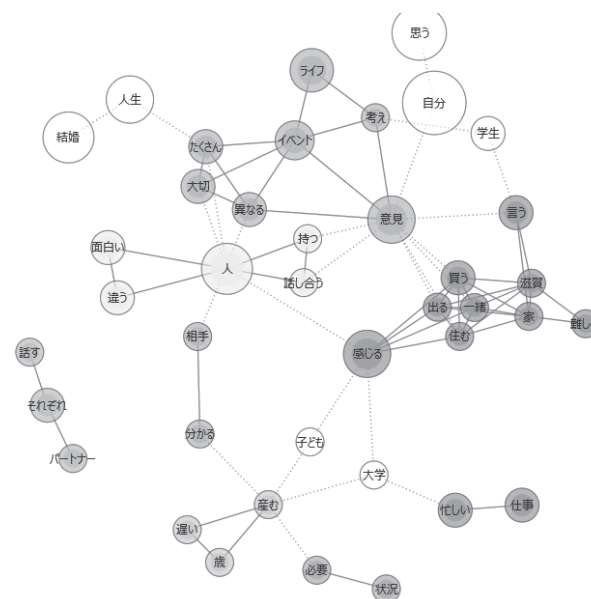 思う
ライフ
自分
人生
考え
結婚
学生
イベント
たくさん
大切
異なる
意見
言う
持つ
面白い
人
話し合う
買う
滋賀
違う
出る
一緒
家
難し
相手
住む
話す
感じる
それぞれ
分かる
子ども
パートナー
大学
産む
忙しい
仕事
遅い
歳
必要
状況